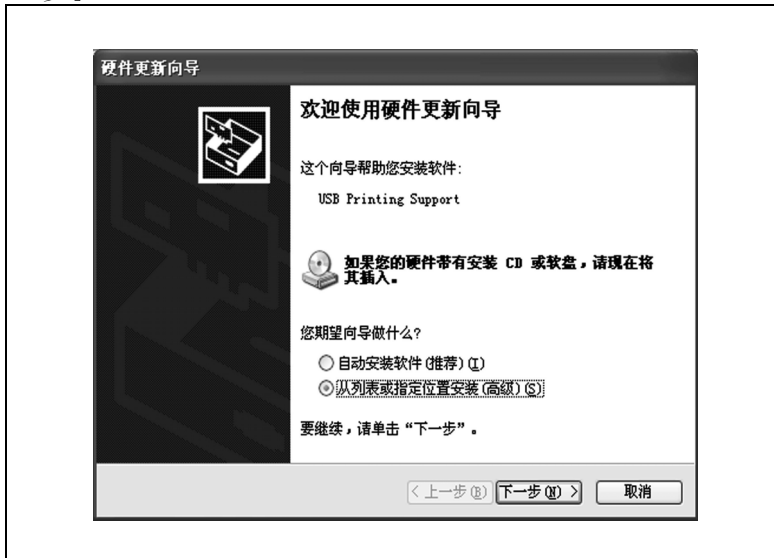 硬件更新向导
欢迎使用硬件更新向导
这个向导帮助您安装软件:
USB Printing Support
如果您的硬件带有安装 CD 或软盘，请现在将
其插入。
您期望向导做什么?
自动安装软件(推荐)(I)
从列表或指定位置安装(高级)(S)
要继续，请单击“下一步”。
< 上一步(B) 下一步(N) > 取消